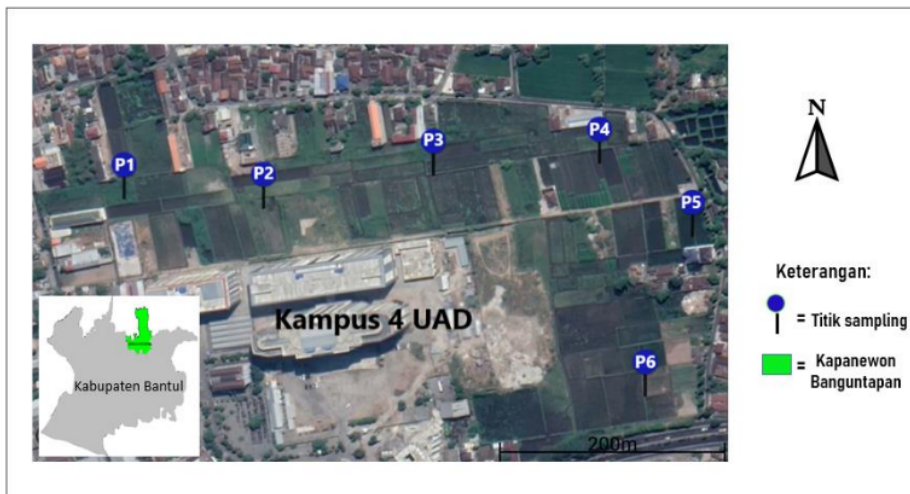 P1
P2
P3
P4
P5
P6
Kampus 4 UAD
200m
Kabupaten Bantul
N
Keterangan:
= Titik sampling
= Kapanewon
Banguntapan